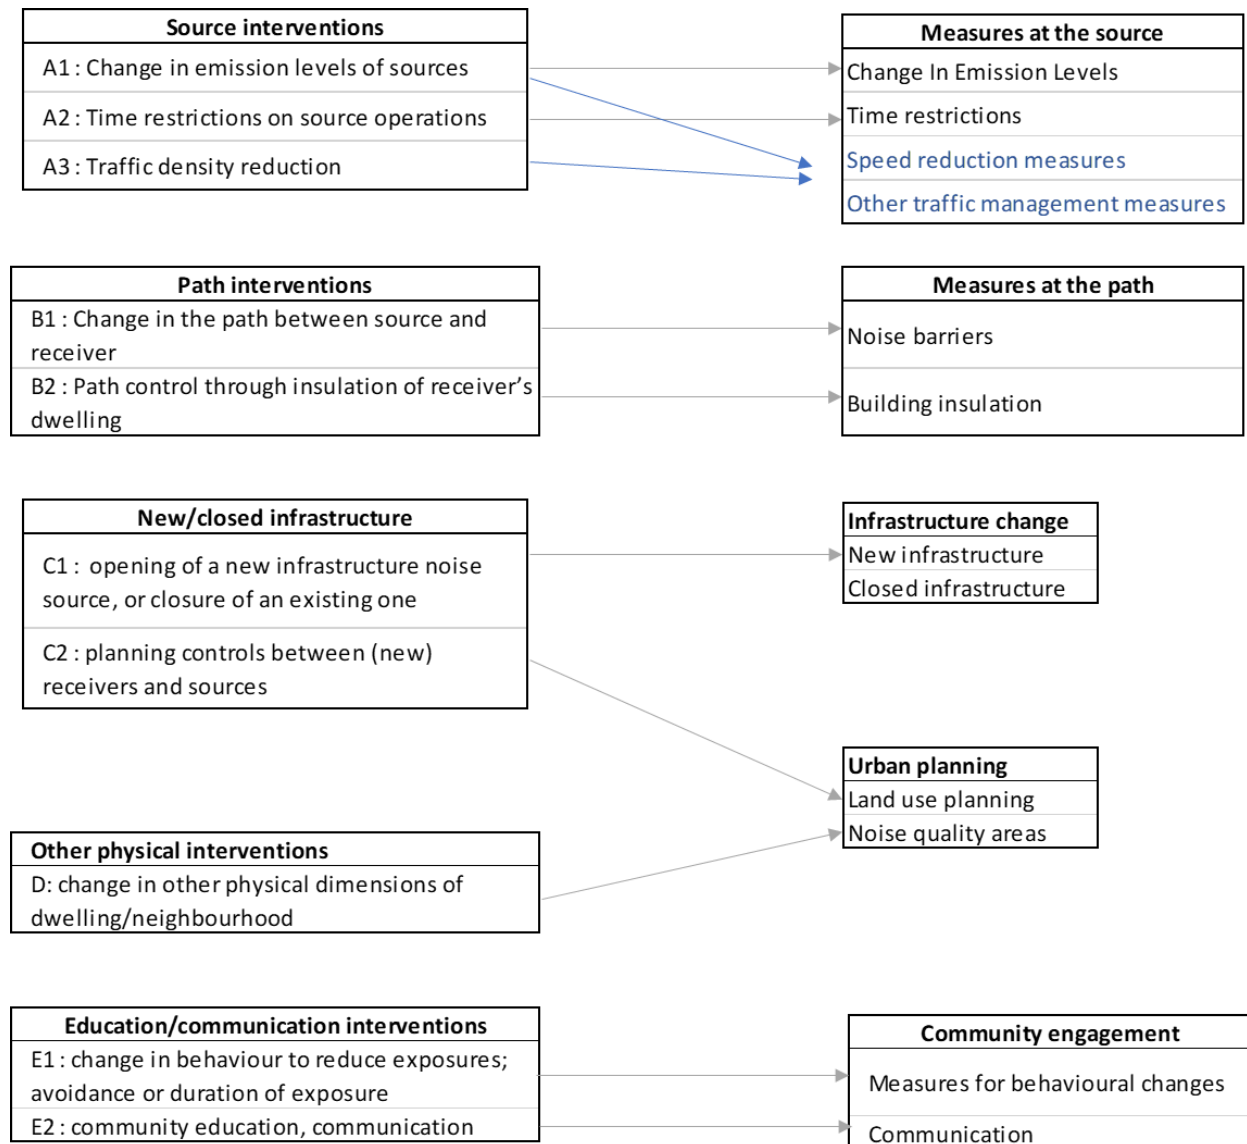 Source interventions
A1 : Change in emission levels of sources
A2 : Time restrictions on source operations
A3 : Traffic density reduction
Measures at the source
Change In Emission Levels
Time restrictions
Speed reduction measures
Other traffic management measures
Path interventions
B1 : Change in the path between source and
receiver
B2 : Path control through insulation of receiver’s
dwelling
Measures at the path
Noise barriers
Building insulation
New/closed infrastructure
C1 :  opening of a new infrastructure noise
source, or closure of an existing one
C2 : planning controls between (new)
receivers and sources
Infrastructure change
New infrastructure
Closed infrastructure
Urban planning
Land use planning
Noise quality areas
Other physical interventions
D: change in other physical dimensions of
dwelling/neighbourhood
Education/communication interventions
E1 : change in behaviour to reduce exposures;
avoidance or duration of exposure
E2 : community education, communication
Community engagement
Measures for behavioural changes
Communication